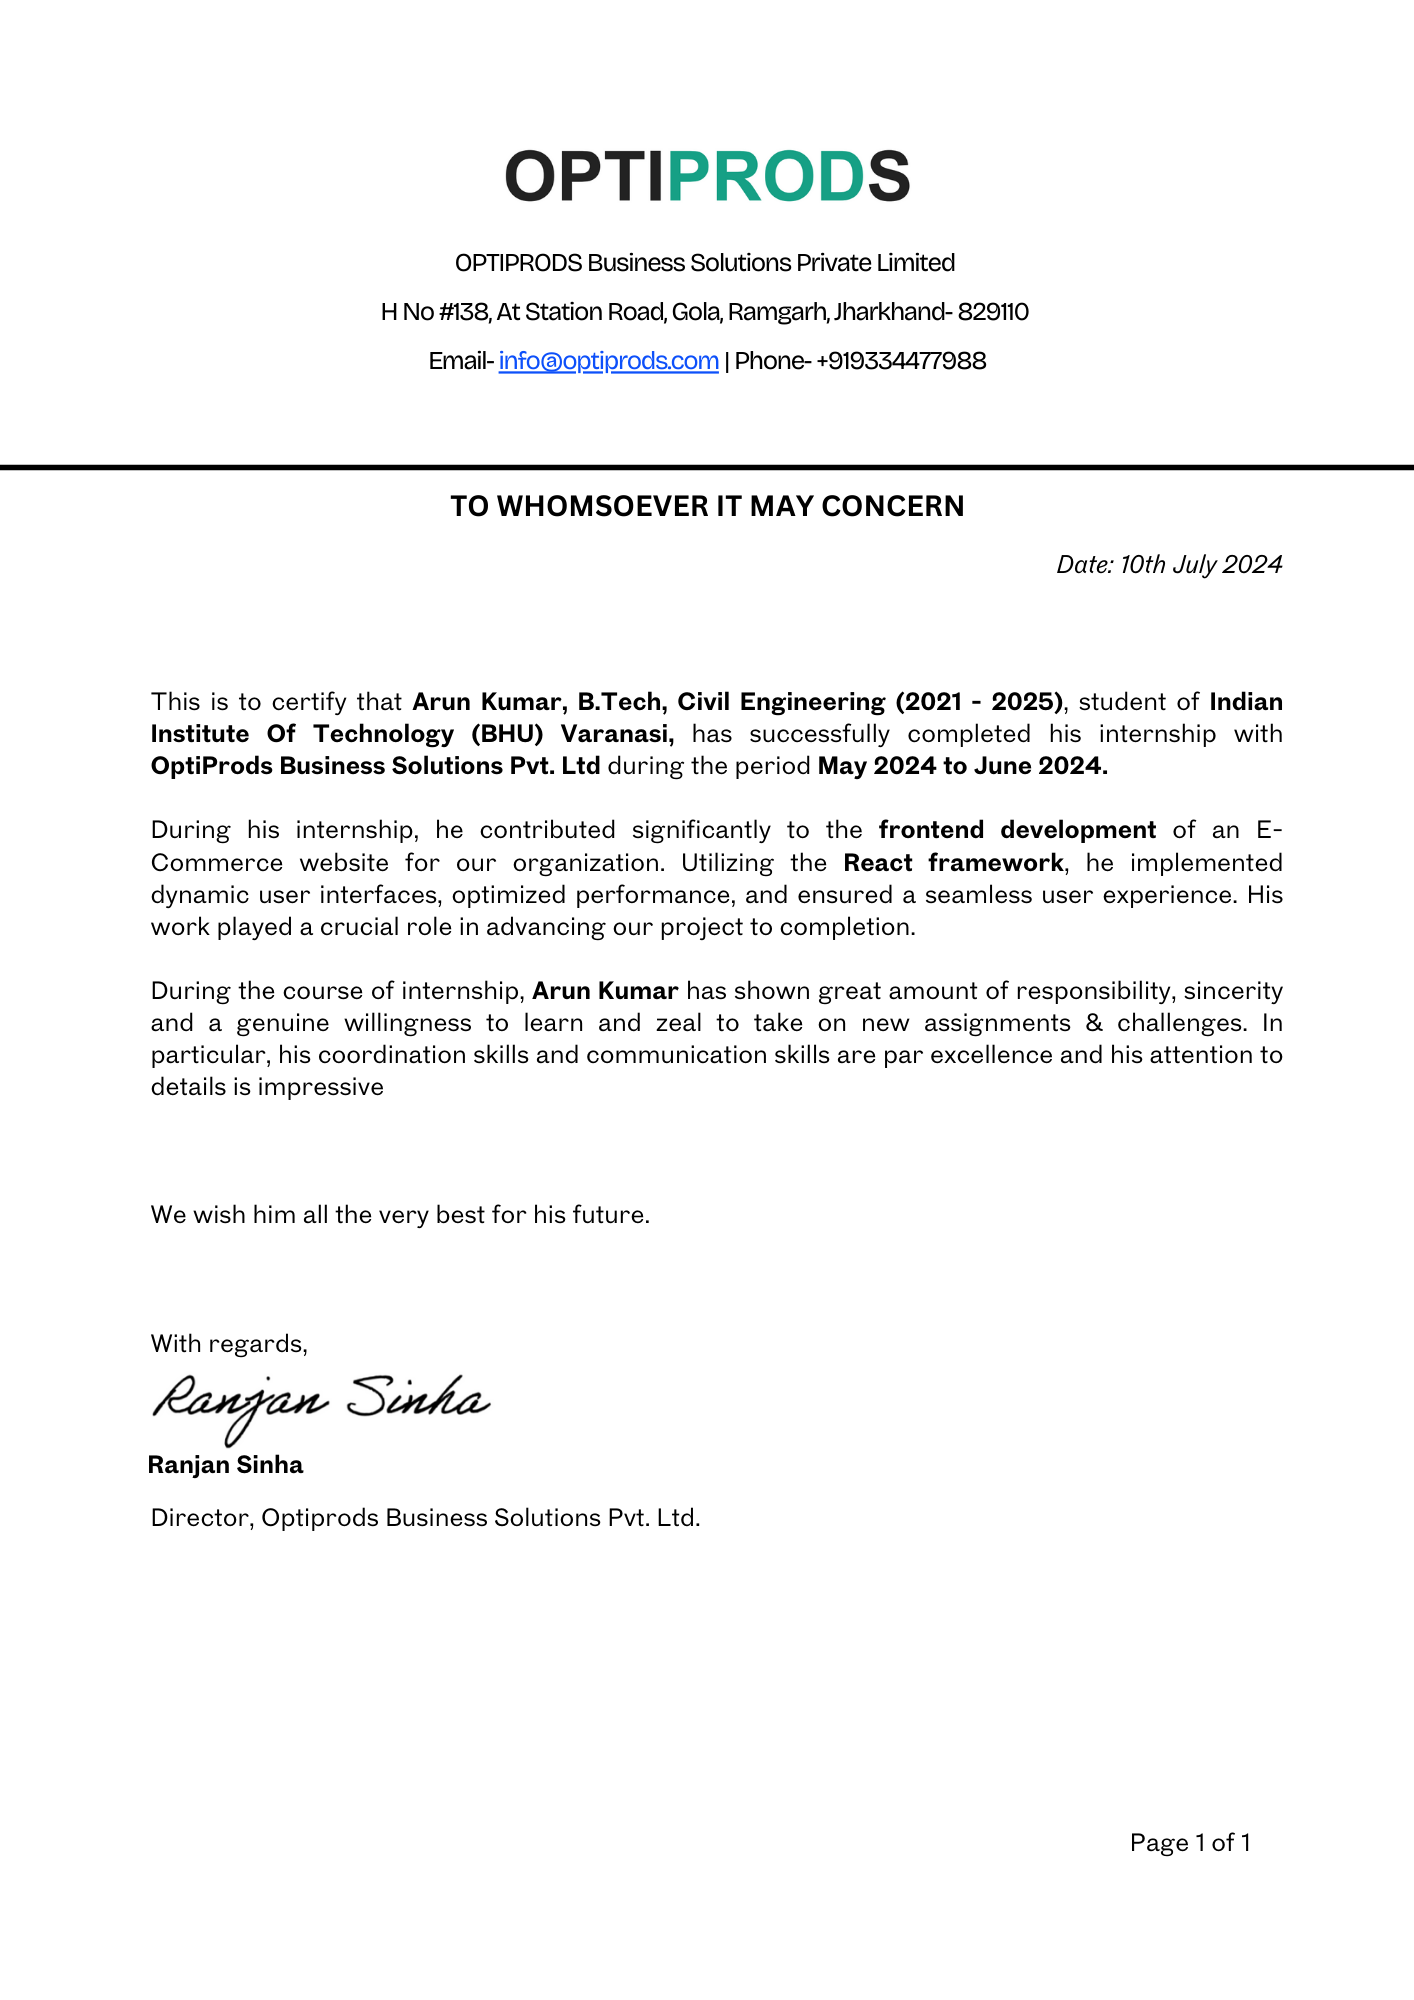 OPTIPRODS
OPTIPRODS Business Solutions Private Limited
H No #138, At Station Road, Gola, Ramgarh, Jharkhand- 829110
Email- info@optiprods.com | Phone- +919334477988
TO WHOMSOEVER IT MAY CONCERN
Date: 10th July 2024
This is to certify that Arun Kumar, B.Tech, Civil Engineering (2021 - 2025), student of Indian
Institute Of Technology (BHU) Varanasi, has successfully completed his internship with
OptiProds Business Solutions Pvt. Ltd during the period May 2024 to June 2024.
During his internship, he contributed significantly to the frontend development of an E-
Commerce website for our organization. Utilizing the React framework, he implemented
dynamic user interfaces, optimized performance, and ensured a seamless user experience. His
work played a crucial role in advancing our project to completion.
During the course of internship, Arun Kumar has shown great amount of responsibility, sincerity
and a genuine willingness to learn and zeal to take on new assignments & challenges. In
particular, his coordination skills and communication skills are par excellence and his attention to
details is impressive
We wish him all the very best for his future.
With regards,
Ranjan Sinha
Ranjan Sinha
Director, Optiprods Business Solutions Pvt. Ltd.
Page 1 of 1